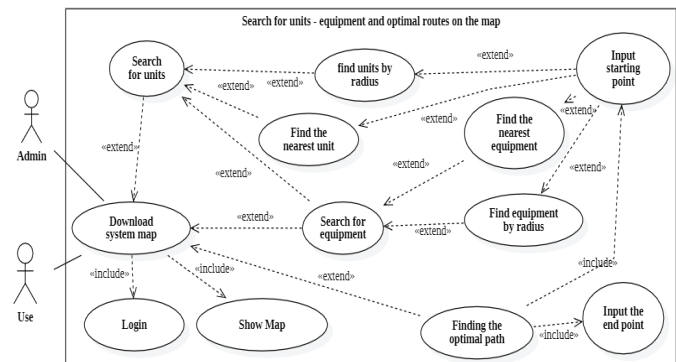 Search for units - equipment and optimal routes on the map
Search
for units
find units by
radius
Input
starting
point
«extend»
«extend»
«extend»
Find the
nearest unit
«extend»
Find the
nearest
equipment
«extend»
Admin
«extend»
«extend»
«extend»
«extend»
Download
system map
«extend»
Search for
equipment
«extend»
Find equipment
by radius
Use
«include»
«include»
«extend»
«include»
Login
Show Map
Finding the
optimal path
«include»
Input the
end point